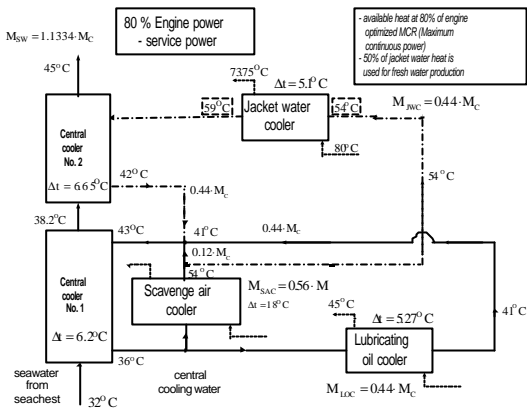 M_SW = 1.1334·M_C
80 % Engine power
- service power
- available heat at 80% of engine
optimized MCR (Maximum
continuous power)
- 50% of jacket water heat is
used for fresh water production
45°C
7375°C
Δt = 5.1°C
59°C
54°C
Jacket water
cooler
M_JWC = 0.44·M_C
80°C
Central
cooler
No. 2
Δt = 6.65°C
42°C
0.44·M_C
54°C
38.2°C
43°C
41°C
0.44·M_C
0.12·M_C
54°C
Central
cooler
No.1
Δt = 6.2°C
Scavenge air
cooler
M_SAC = 0.56·M
Δt = 18°C
45°C
Δt = 5.27°C
41°C
Lubricating
oil cooler
36°C
seawater
from
seachest
central
cooling water
32°C
M_LOC = 0.44·M_C